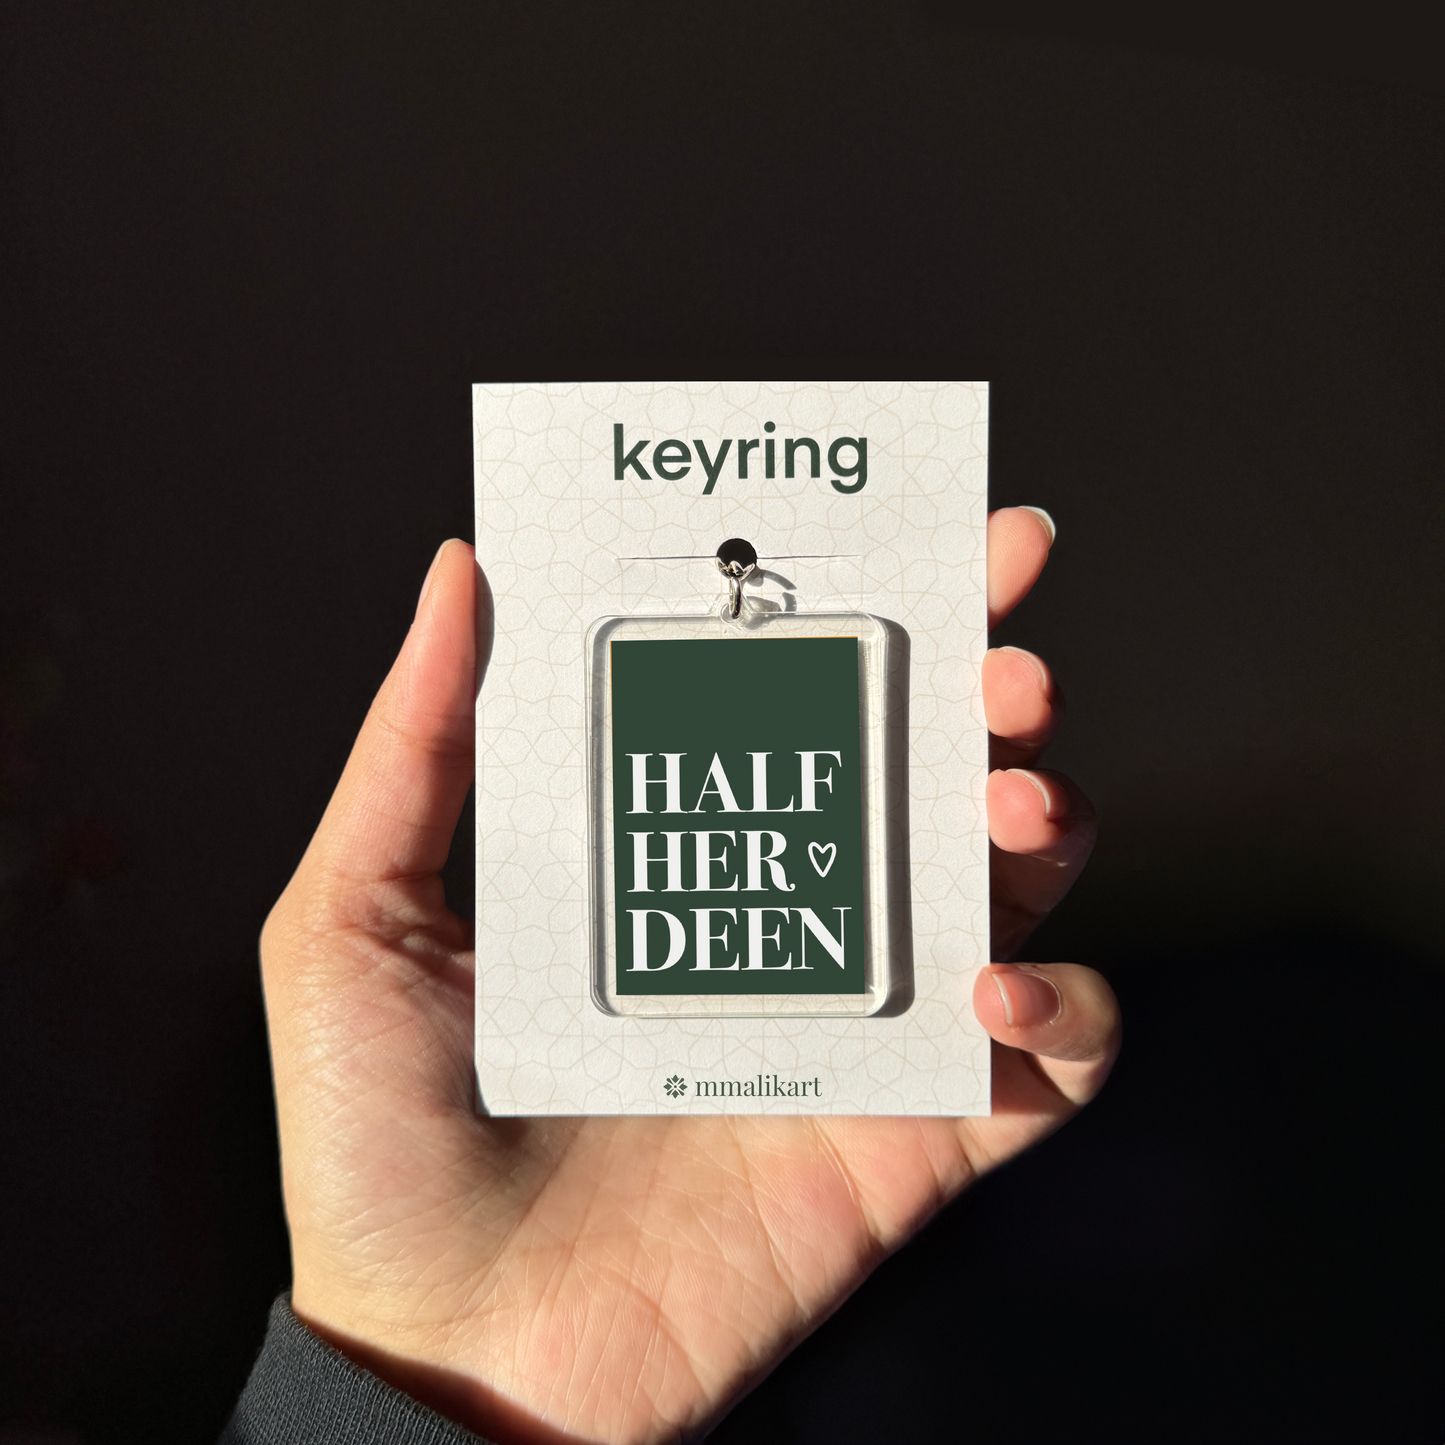 keyring
HALF
HER ♡
DEEN
mmalikart